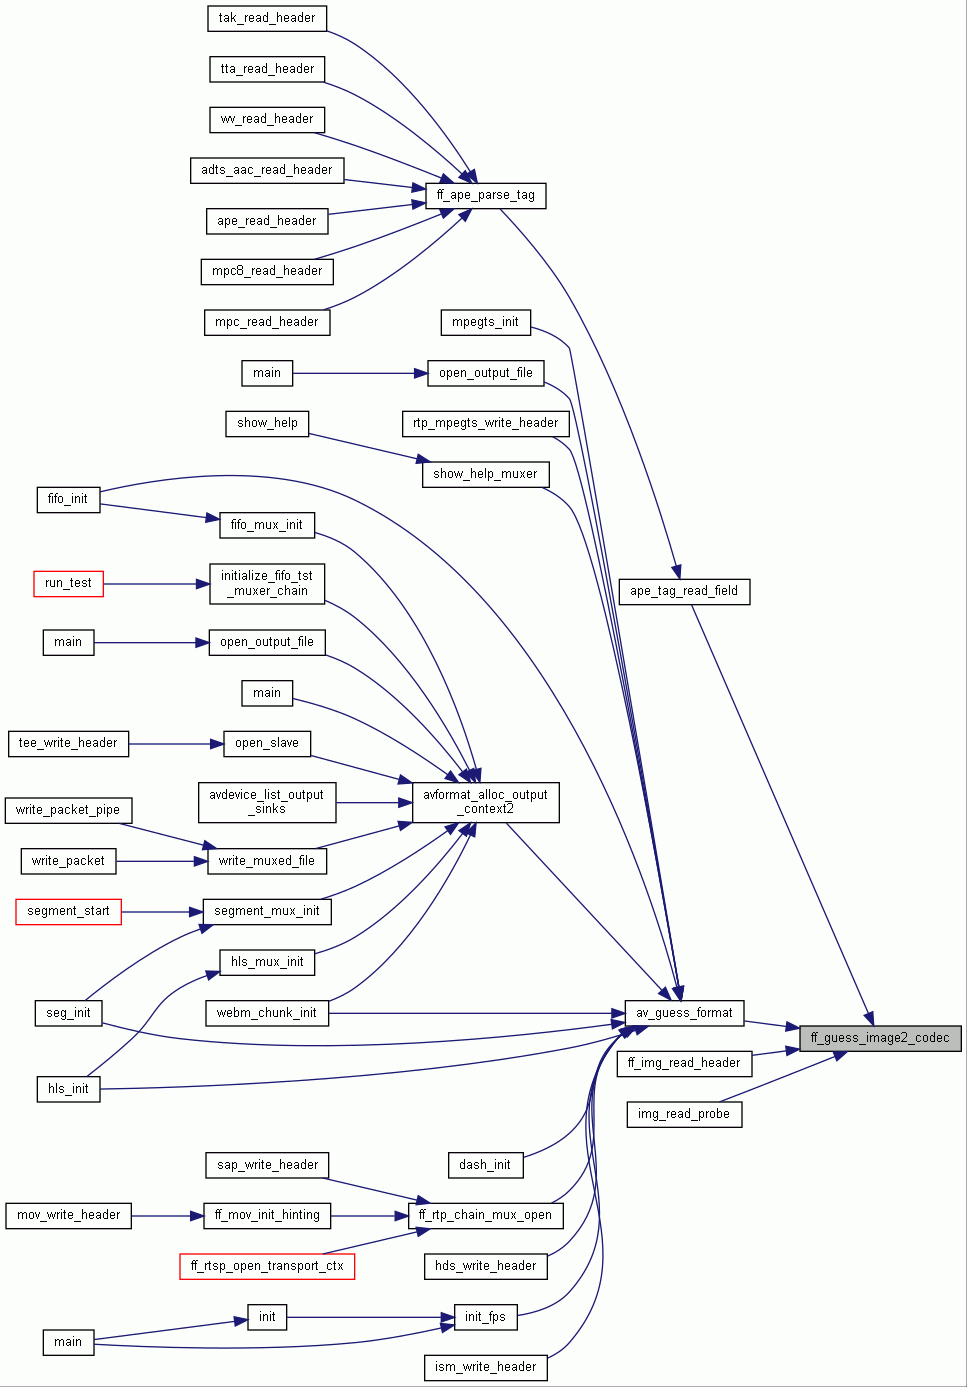 tak_read_header
tta_read_header
wv_read_header
adts_aac_read_header
ff_ape_parse_tag
ape_read_header
mpc8_read_header
mpc_read_header
mpegts_init
main
open_output_file
show_help
rtp_mpegts_write_header
show_help_muxer
fifo_init
fifo_mux_init
run_test
initialize_fifo_tst
_muxer_chain
ape_tag_read_field
main
open_output_file
main
tee_write_header
open_slave
avdevice_list_output
_sinks
avformat_alloc_output
_context2
write_packet_pipe
write_packet
write_muxed_file
segment_start
segment_mux_init
hls_mux_init
seg_init
webm_chunk_init
av_guess_format
ff_guess_image2_codec
ff_img_read_header
hls_init
img_read_probe
sap_write_header
dash_init
mov_write_header
ff_mov_init_hinting
ff_rtp_chain_mux_open
ff_rtsp_open_transport_ctx
hds_write_header
init
init_fps
main
ism_write_header